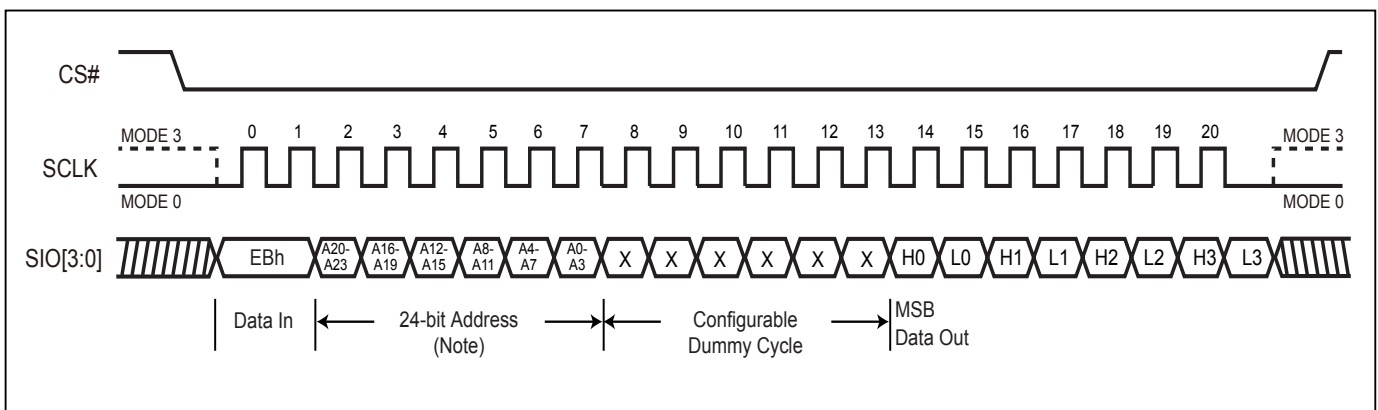 CS#
MODE 3 0 1 2 3 4 5 6 7 8 9 10 11 12 13 14 15 16 17 18 19 20 MODE 3
SCLK
MODE 0 MODE 0
SIO[3:0] EBh A20-A23 A16-A19 A12-A15 A8-A11 A4-A7 A0-A3 X X X X X X H0 L0 H1 L1 H2 L2 H3 L3
Data In 24-bit Address Configurable MSB
(Note) Dummy Cycle Data Out